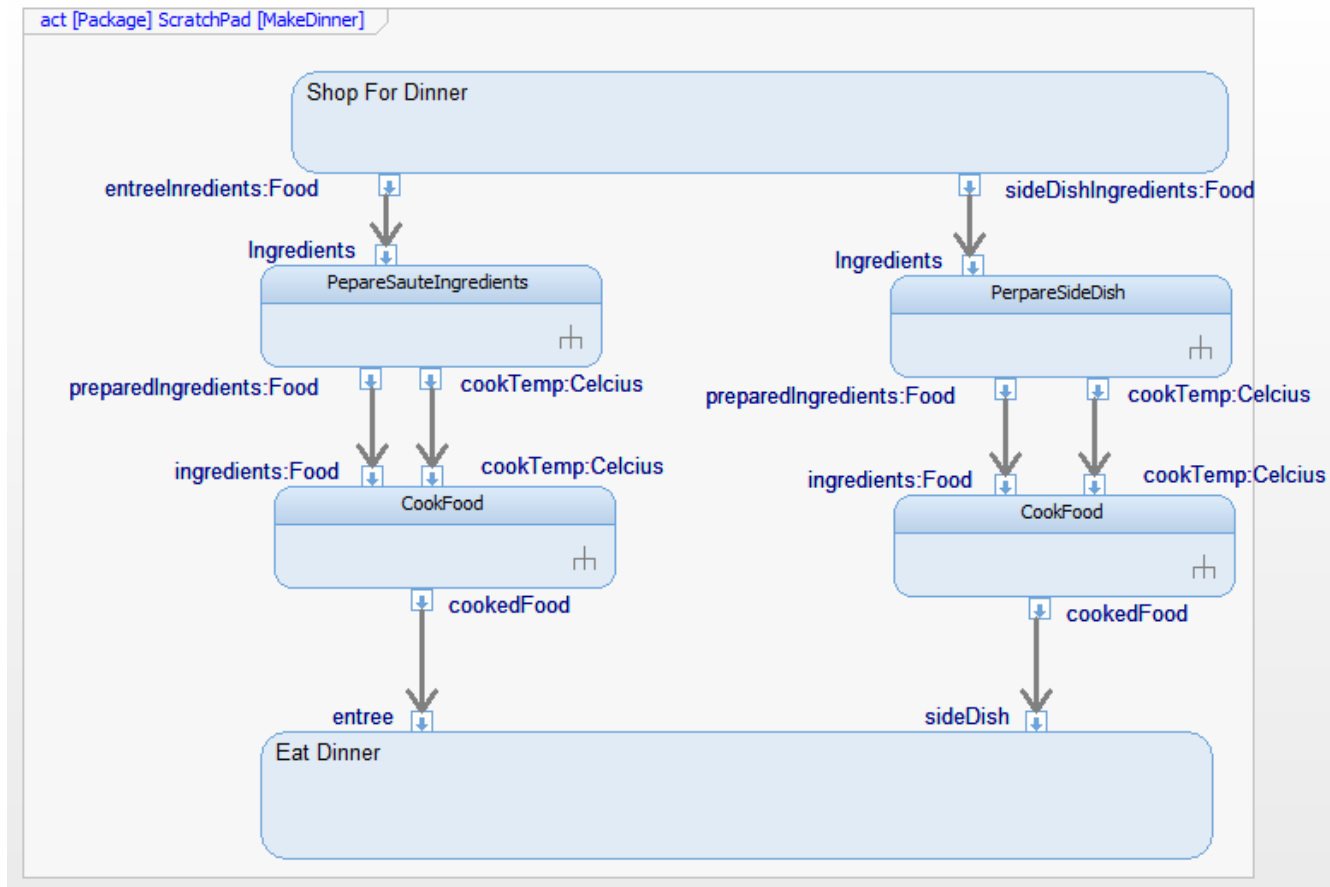 act [Package] ScratchPad [MakeDinner]
Shop For Dinner
entreeInredients:Food
sideDishIngredients:Food
Ingredients
Ingredients
PepareSauteIngredients
PerpareSideDish
preparedIngredients:Food
cookTemp:Celcius
preparedIngredients:Food
cookTemp:Celcius
ingredients:Food
cookTemp:Celcius
ingredients:Food
cookTemp:Celcius
CookFood
CookFood
cookedFood
cookedFood
entree
sideDish
Eat Dinner